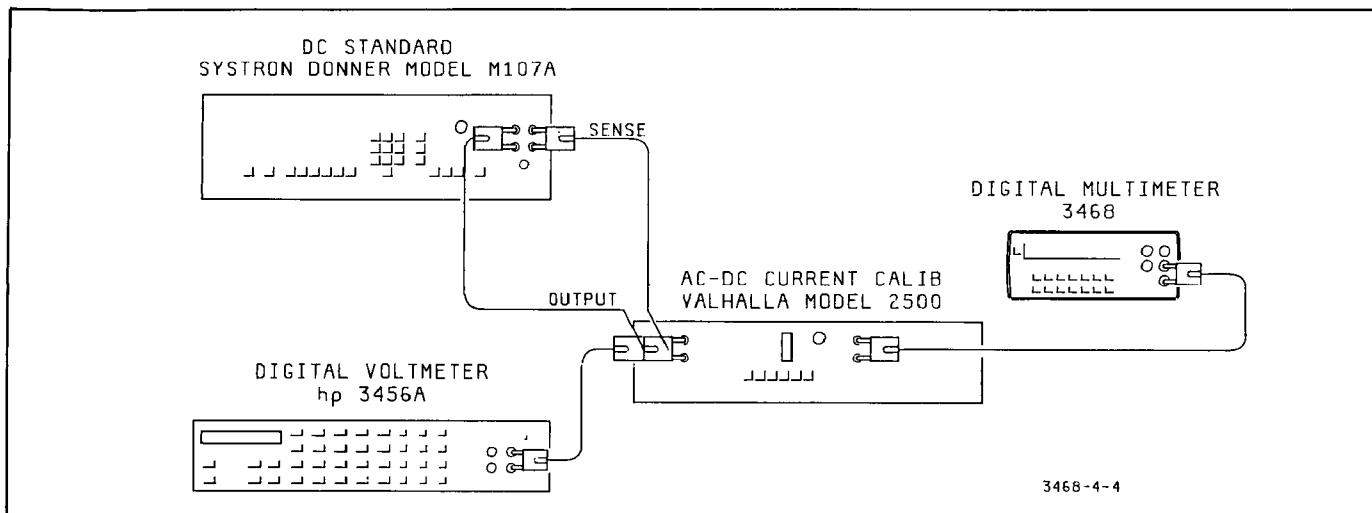 DC STANDARD
SYSTRON DONNER MODEL M107A
SENSE
DIGITAL MULTIMETER
3468
AC-DC CURRENT CALIB
VALHALLA MODEL 2500
OUTPUT
DIGITAL VOLTMETER
hp 3456A
3468-4-4